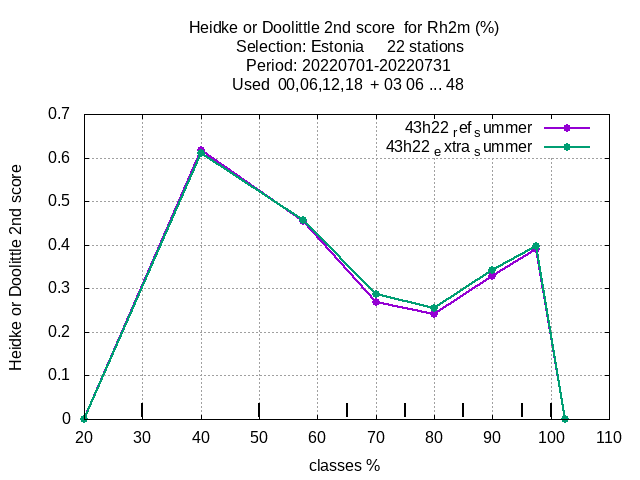 Heidke or Doolittle 2nd score  for Rh2m (%)
Selection: Estonia     22 stations
Period: 20220701-20220731
Used  00,06,12,18  + 03 06 ... 48
43h22 ref summer
43h22 extra summer
Heidke or Doolittle 2nd score
0.7
0.6
0.5
0.4
0.3
0.2
0.1
0
20 30 40 50 60 70 80 90 100 110
classes %